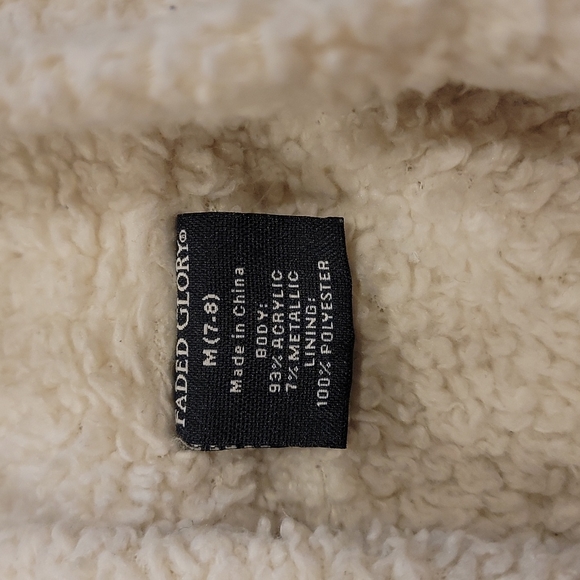 FADED GLORY®
M (7-8)
Made in China
BODY:
93% ACRYLIC
7% METALLIC
LINING:
100% POLYESTER